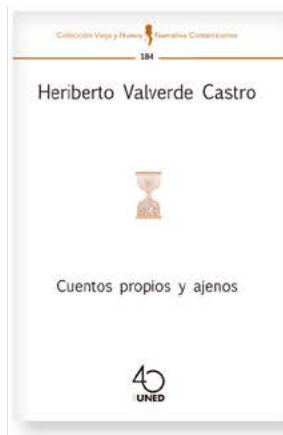 Colección Vieja y Nueva Narrativa Costarricense
184
Heriberto Valverde Castro
Cuentos propios y ajenos
40
UNED